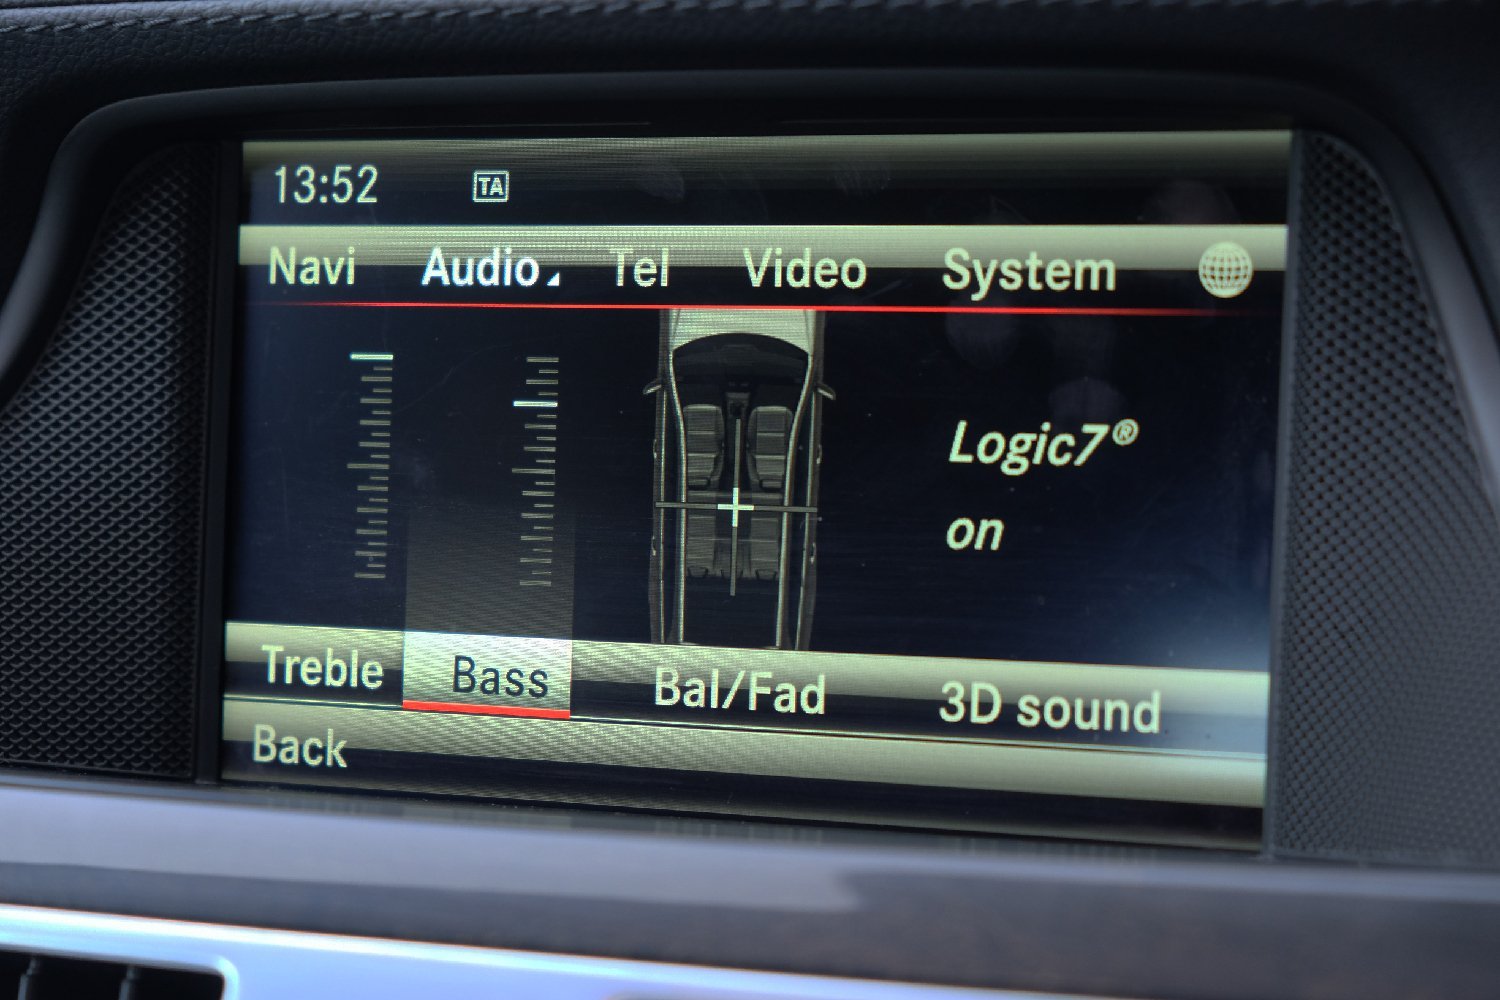 13:52 TA
Navi Audio Tel Video System
Logic7®
on
Treble Bass Bal/Fad 3D sound
Back